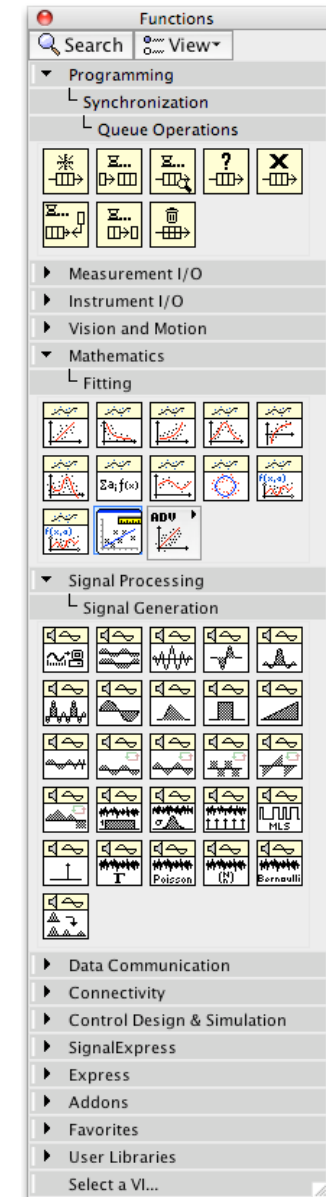 Functions
Search View
Programming
Synchronization
Queue Operations
?
X
Measurement I/O
Instrument I/O
Vision and Motion
Mathematics
Fitting
Σaᵢf(x)
f(x,a)
f(x,a)
ADV
Signal Processing
Signal Generation
σ
MLS
Γ
Poisson
Bernoulli
Data Communication
Connectivity
Control Design & Simulation
SignalExpress
Express
Addons
Favorites
User Libraries
Select a VI...